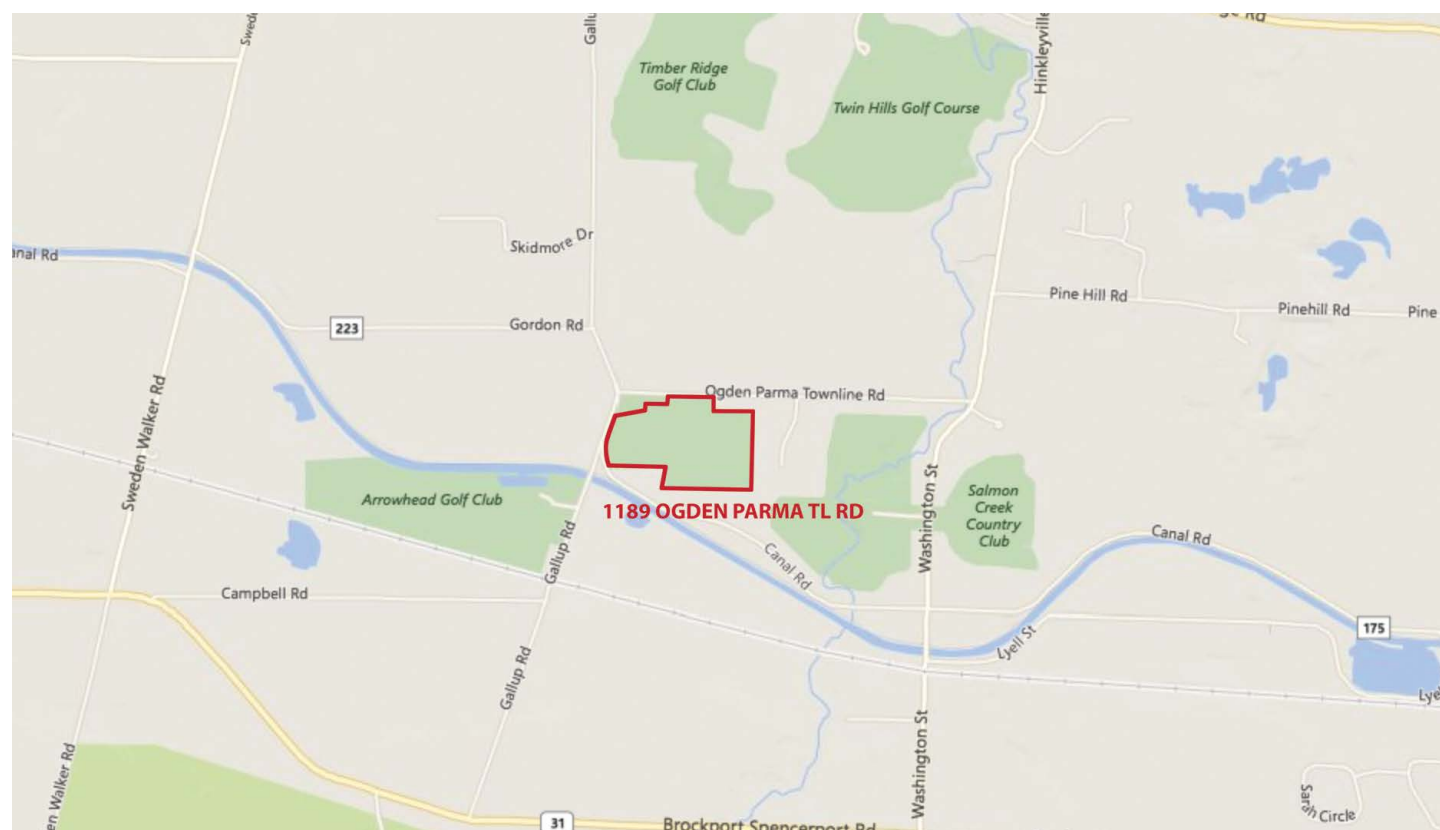 Timber Ridge
Golf Club
Twin Hills Golf Course
Hinkleyville
Skidmore Dr
Canal Rd
223
Gordon Rd
Pine Hill Rd
Pinehill Rd
Pine
Ogden Parma Townline Rd
Sweden Walker Rd
Arrowhead Golf Club
1189 OGDEN PARMA TL RD
Washington St
Salmon
Creek
Country
Club
Gallup Rd
Canal Rd
Canal Rd
Campbell Rd
175
Lyell St
Gallup Rd
Washington St
Sarah Circle
31
Brockport Spencerport Rd